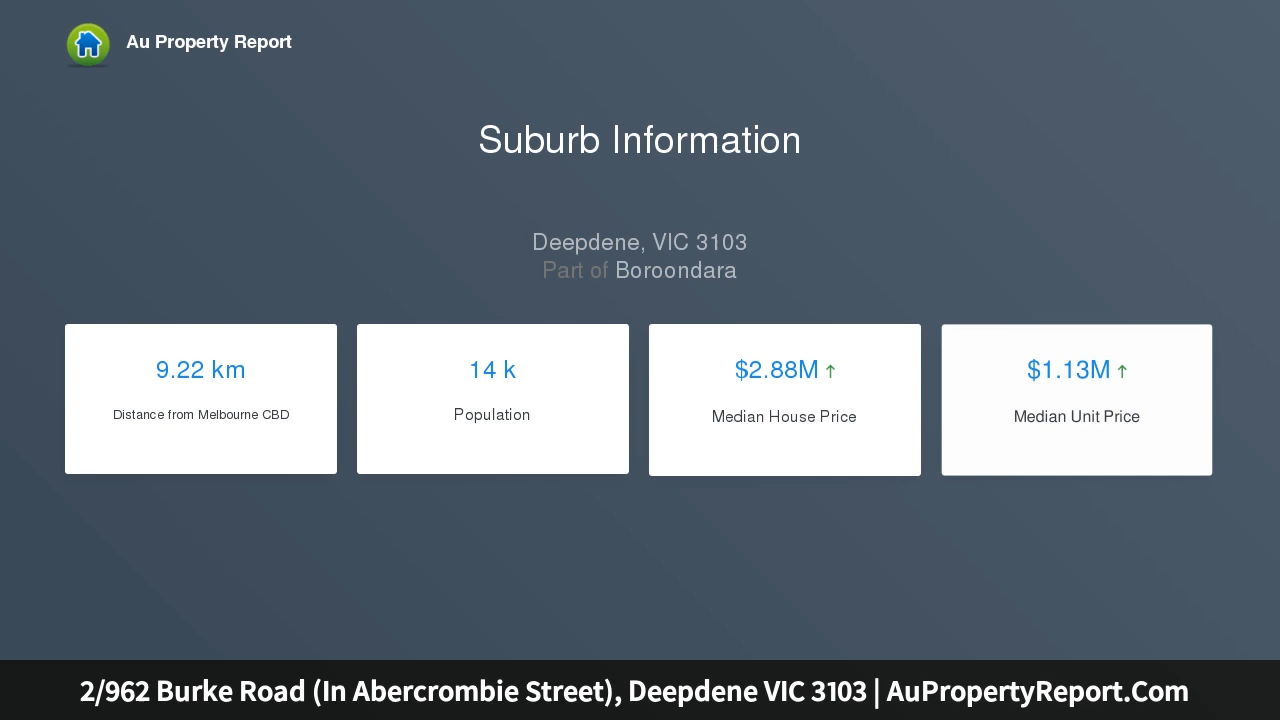 Au Property Report
Suburb Information
Deepdene, VIC 3103
Part of Boroondara
9.22 km
14 k
$2.88M ↑
$1.13M ↑
Distance from Melbourne CBD
Population
Median House Price
Median Unit Price
2/962 Burke Road (In Abercrombie Street), Deepdene VIC 3103 | AuPropertyReport.Com